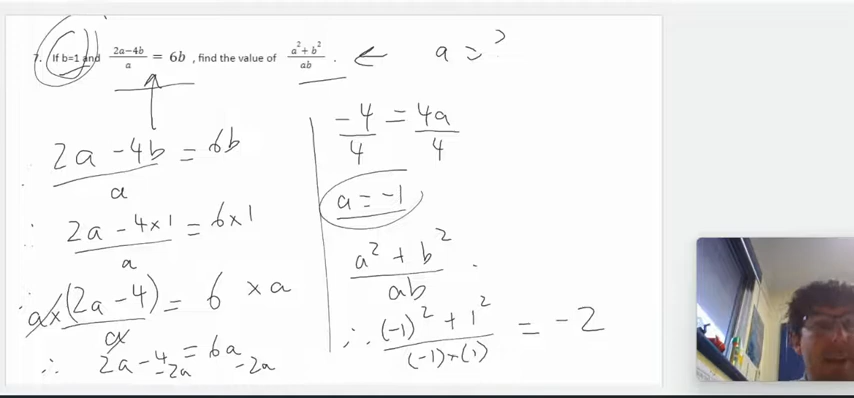 7. If b=1 and (2a−4b)/a = 6b , find the value of (a²+b²)/ab .  ← a = ?
(2a − 4b)/a = 6b
∴ (2a − 4×1)/a = 6×1
∴ a×(2a − 4)/a = 6 × a
∴ 2a − 4 −2a = 6a −2a
−4/4 = 4a/4
a = −1
(a² + b²)/ab
∴ ((−1)² + 1²)/((−1)×(1)) = −2